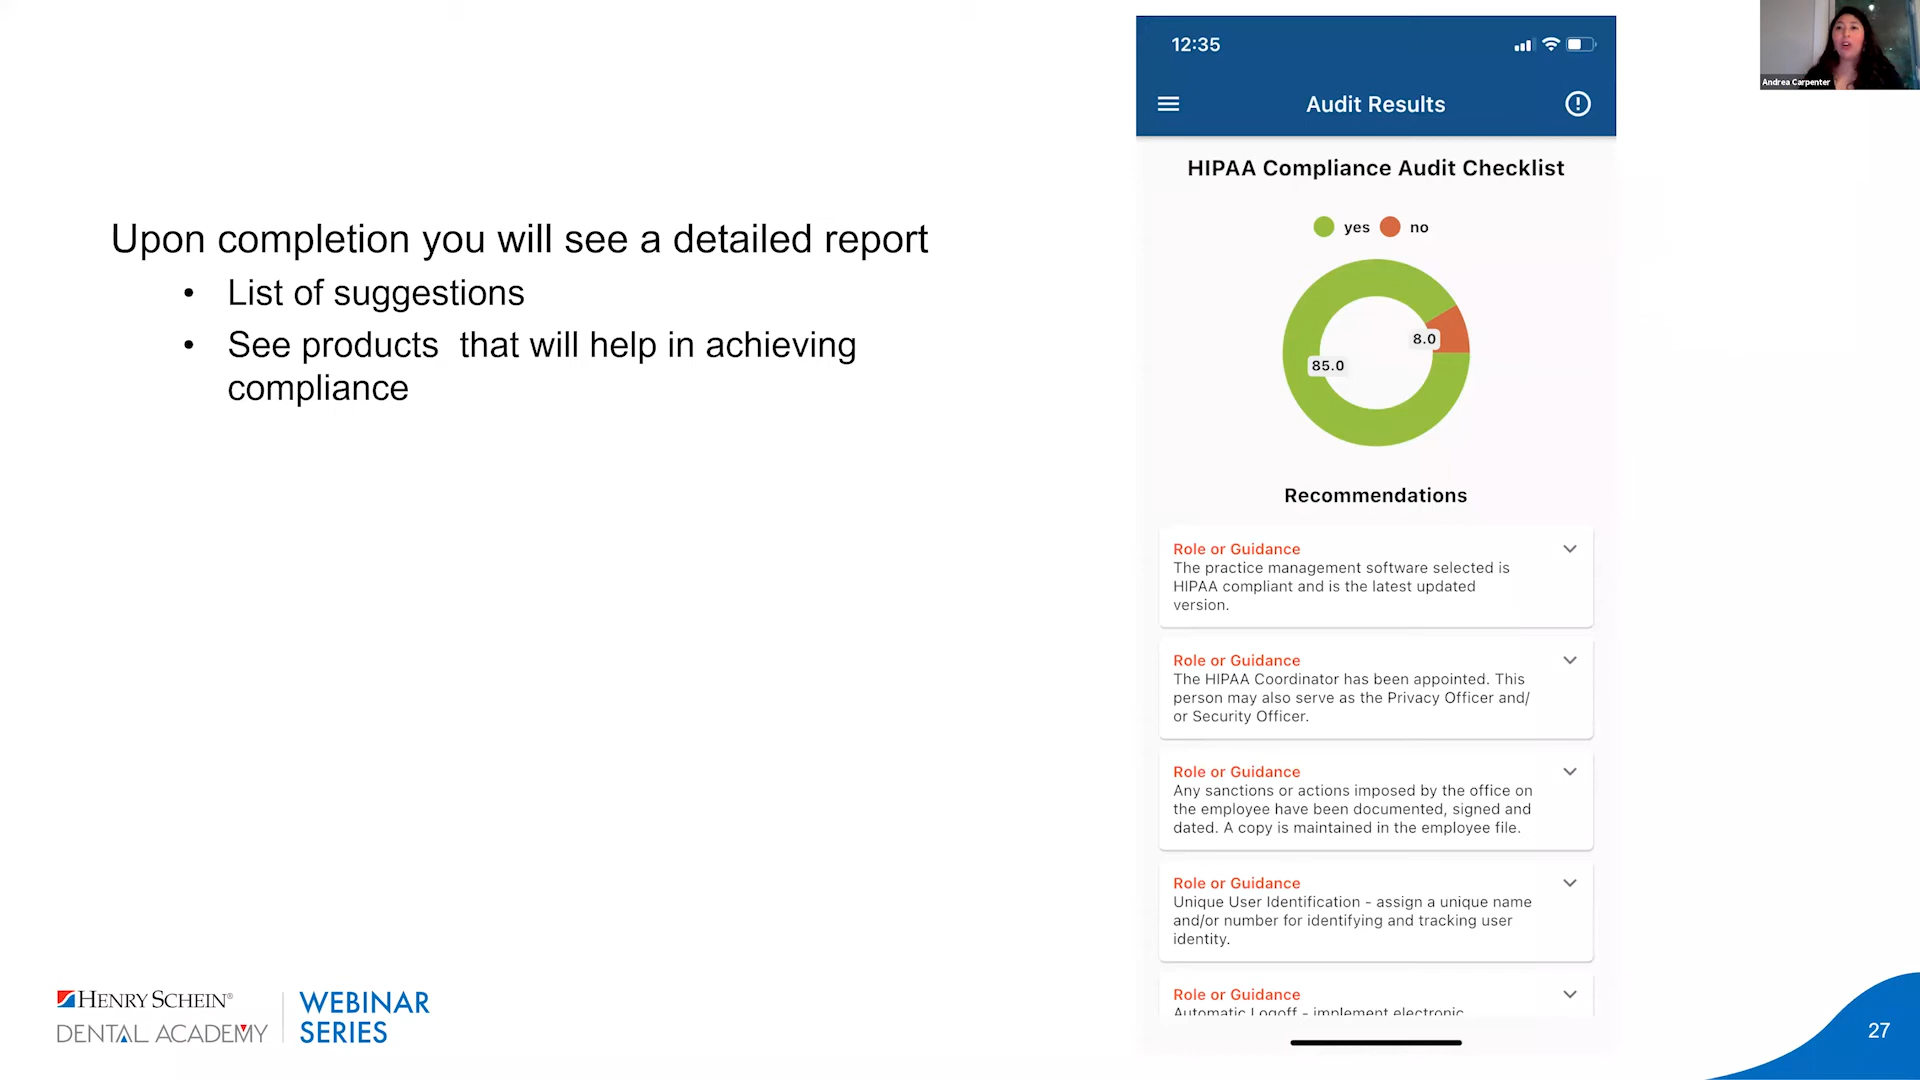 Upon completion you will see a detailed report
• List of suggestions
• See products  that will help in achieving
compliance
12:35
Audit Results
HIPAA Compliance Audit Checklist
yes no
8.0
85.0
Recommendations
Role or Guidance
The practice management software selected is
HIPAA compliant and is the latest updated
version.
Role or Guidance
The HIPAA Coordinator has been appointed. This
person may also serve as the Privacy Officer and/
or Security Officer.
Role or Guidance
Any sanctions or actions imposed by the office on
the employee have been documented, signed and
dated. A copy is maintained in the employee file.
Role or Guidance
Unique User Identification - assign a unique name
and/or number for identifying and tracking user
identity.
Role or Guidance
Automatic Logoff - implement electronic
Andrea Carpenter
HENRY SCHEIN®
DENTAL ACADEMY
WEBINAR
SERIES
27